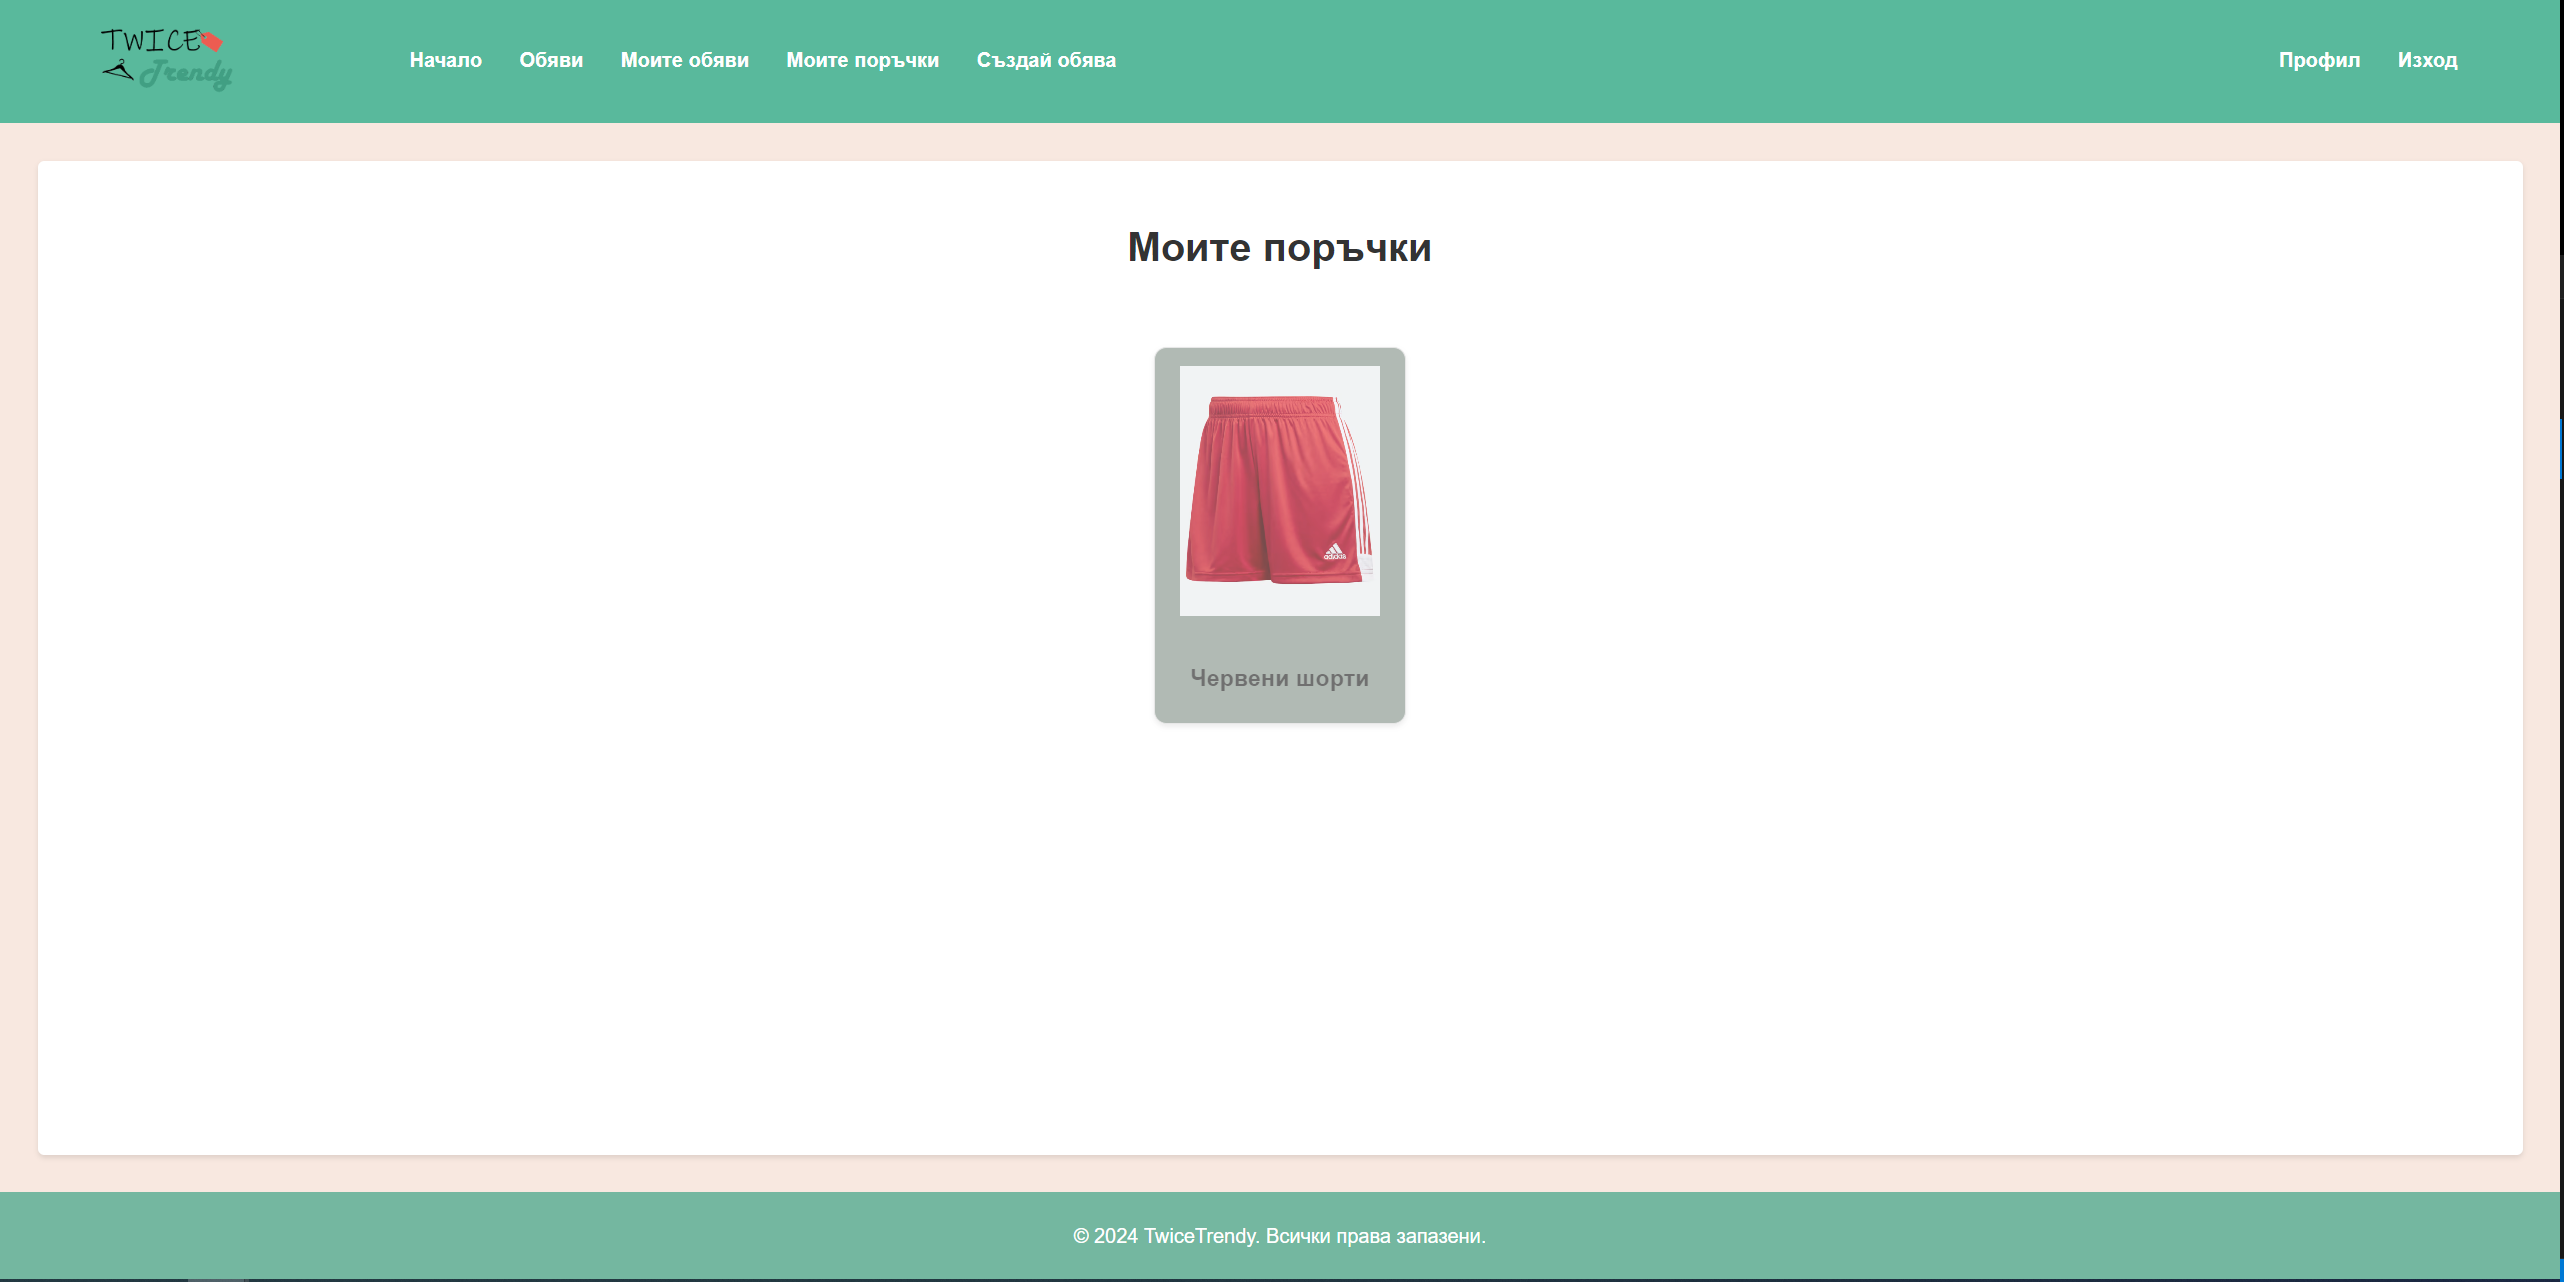 TWICE
Trendy
Начало Обяви Моите обяви Моите поръчки Създай обява Профил Изход
Моите поръчки
adidas
Червени шорти
© 2024 TwiceTrendy. Всички права запазени.